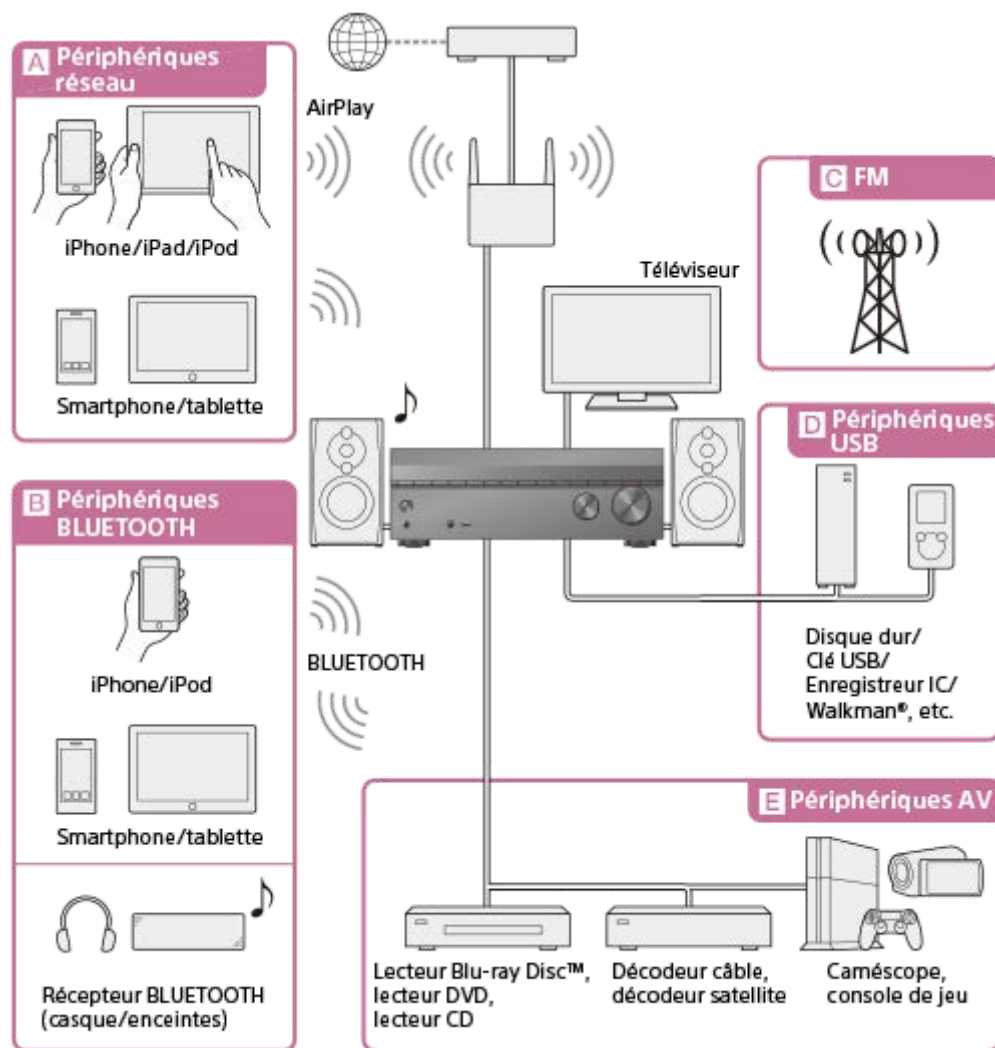 A Périphériques
réseau
iPhone/iPad/iPod
Smartphone/tablette
AirPlay
Téléviseur
C FM
B Périphériques
BLUETOOTH
iPhone/iPod
Smartphone/tablette
Récepteur BLUETOOTH
(casque/enceintes)
BLUETOOTH
D Périphériques
USB
Disque dur/
Clé USB/
Enregistreur IC/
Walkman®, etc.
E Périphériques AV
Lecteur Blu-ray Disc™,
lecteur DVD,
lecteur CD
Décodeur câble,
décodeur satellite
Caméscope,
console de jeu